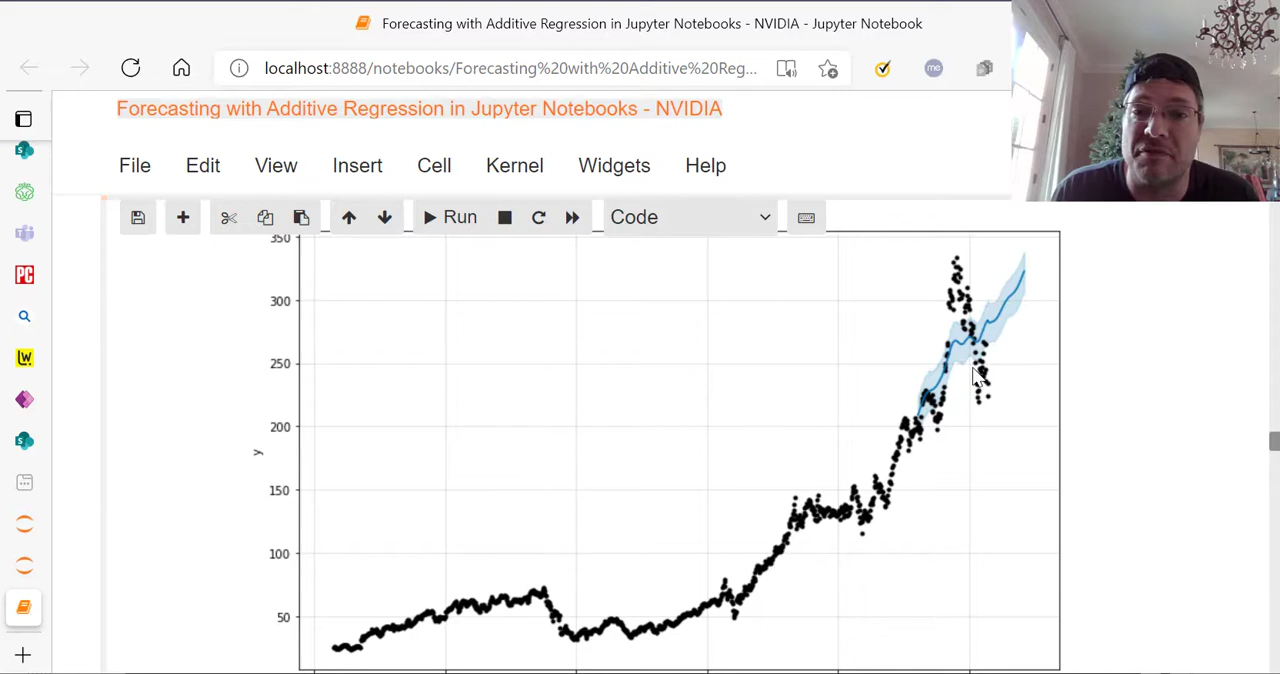 Forecasting with Additive Regression in Jupyter Notebooks - NVIDIA - Jupyter Notebook
localhost:8888/notebooks/Forecasting%20with%20Additive%20Reg...
me
Forecasting with Additive Regression in Jupyter Notebooks - NVIDIA
File Edit View Insert Cell Kernel Widgets Help
Run
Code
PC
W
350
300
250
200
150
100
50
y